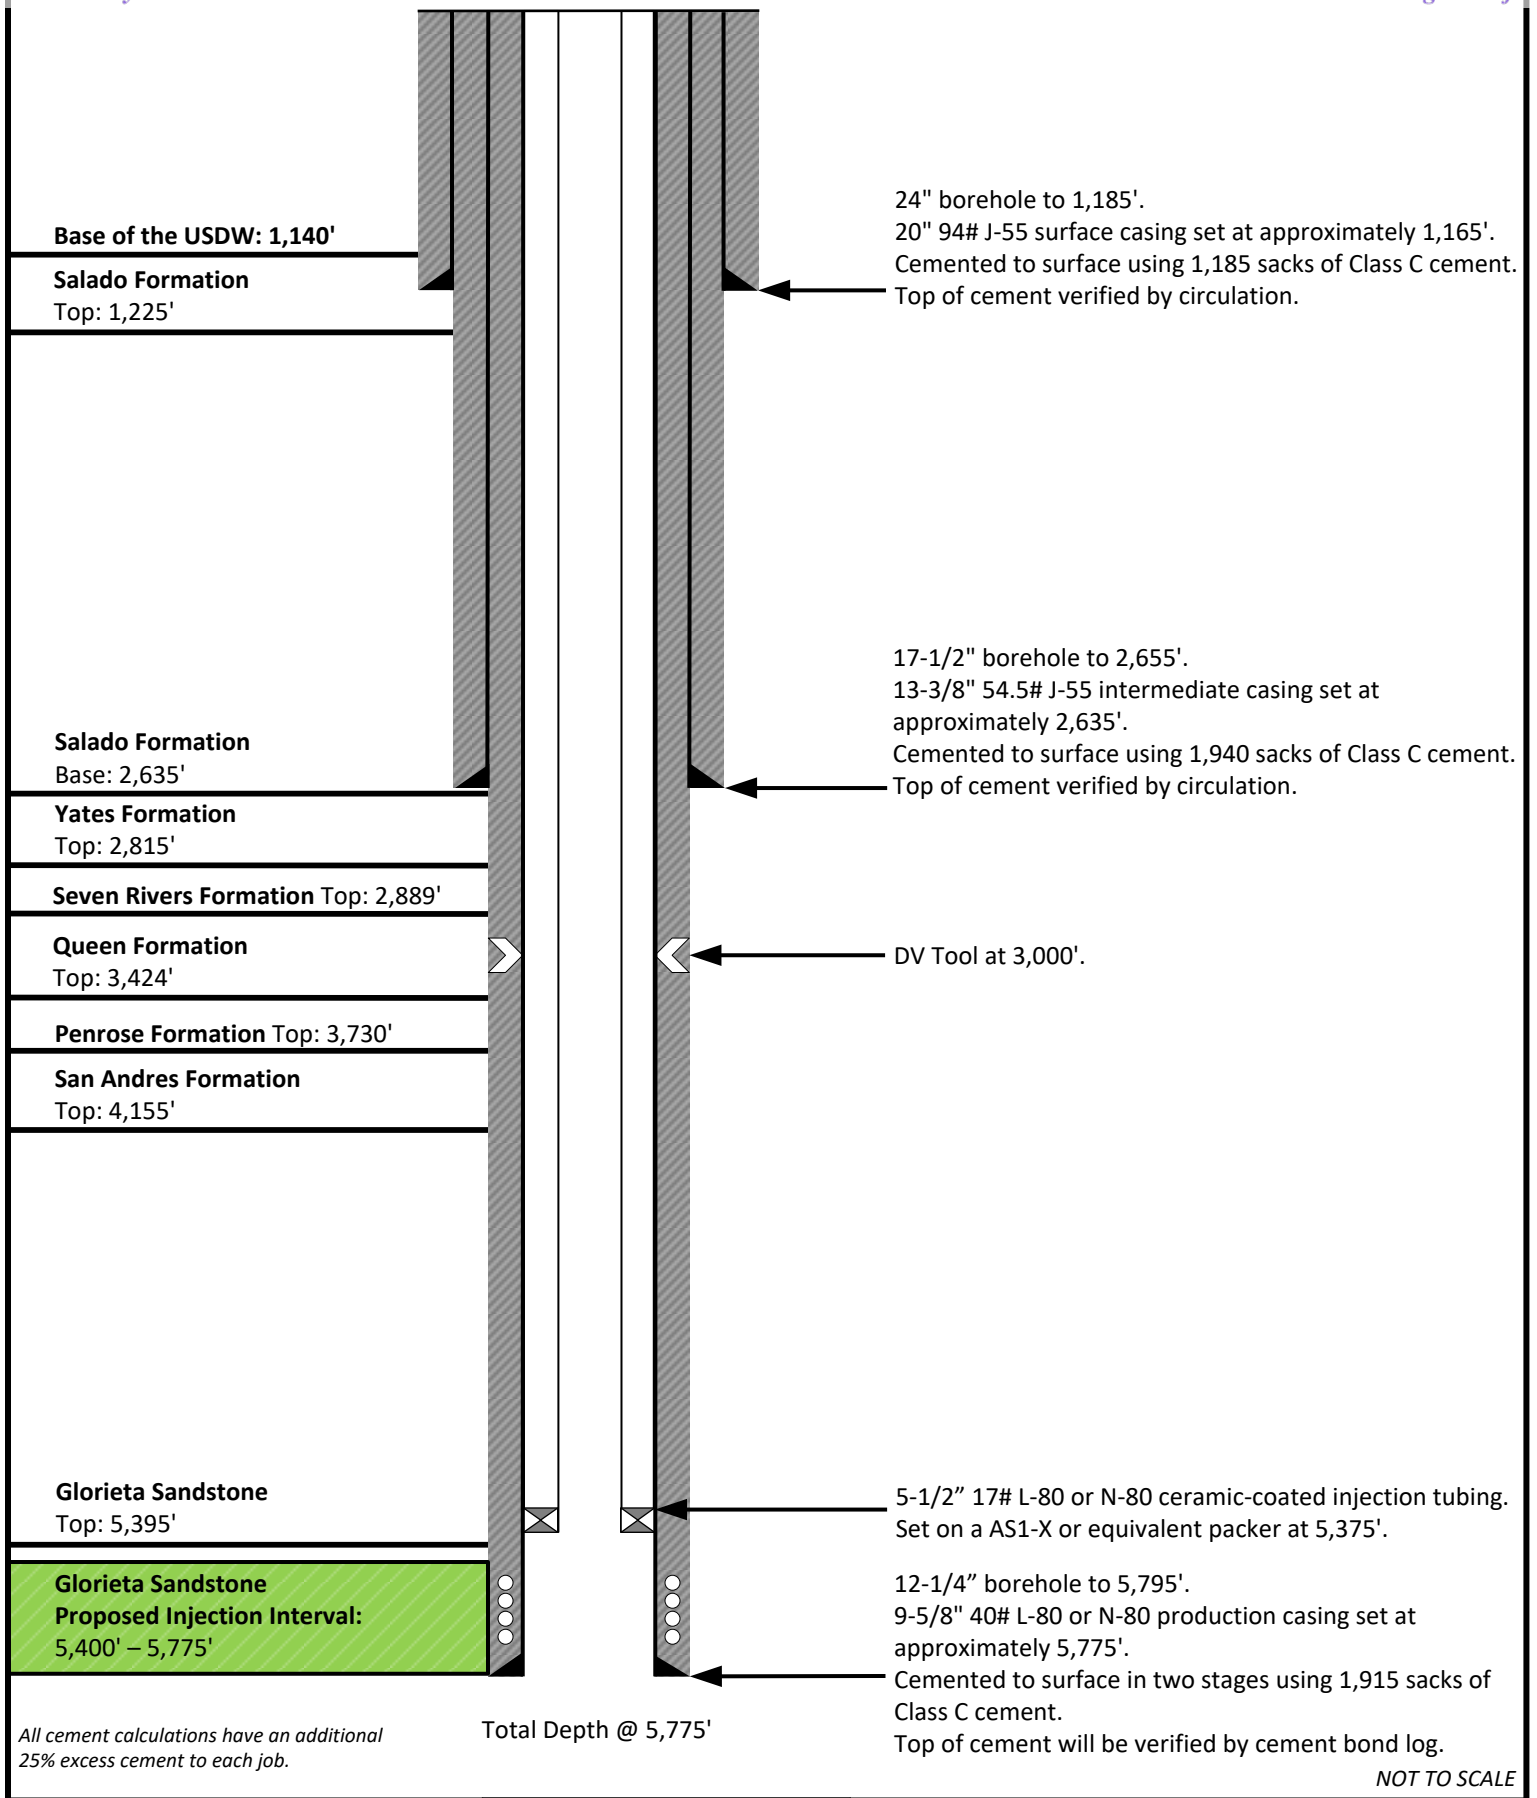 Base of the USDW: 1,140'
Salado Formation
Top: 1,225'
24" borehole to 1,185'.
20" 94# J-55 surface casing set at approximately 1,165'.
Cemented to surface using 1,185 sacks of Class C cement.
Top of cement verified by circulation.
17-1/2" borehole to 2,655'.
13-3/8" 54.5# J-55 intermediate casing set at
approximately 2,635'.
Cemented to surface using 1,940 sacks of Class C cement.
Top of cement verified by circulation.
Salado Formation
Base: 2,635'
Yates Formation
Top: 2,815'
Seven Rivers Formation Top: 2,889'
Queen Formation
Top: 3,424'
DV Tool at 3,000'.
Penrose Formation Top: 3,730'
San Andres Formation
Top: 4,155'
Glorieta Sandstone
Top: 5,395'
5-1/2” 17# L-80 or N-80 ceramic-coated injection tubing.
Set on a AS1-X or equivalent packer at 5,375'.
Glorieta Sandstone
Proposed Injection Interval:
5,400' – 5,775'
12-1/4” borehole to 5,795'.
9-5/8" 40# L-80 or N-80 production casing set at
approximately 5,775'.
Cemented to surface in two stages using 1,915 sacks of
Class C cement.
Top of cement will be verified by cement bond log.
All cement calculations have an additional
25% excess cement to each job.
Total Depth @ 5,775'
NOT TO SCALE